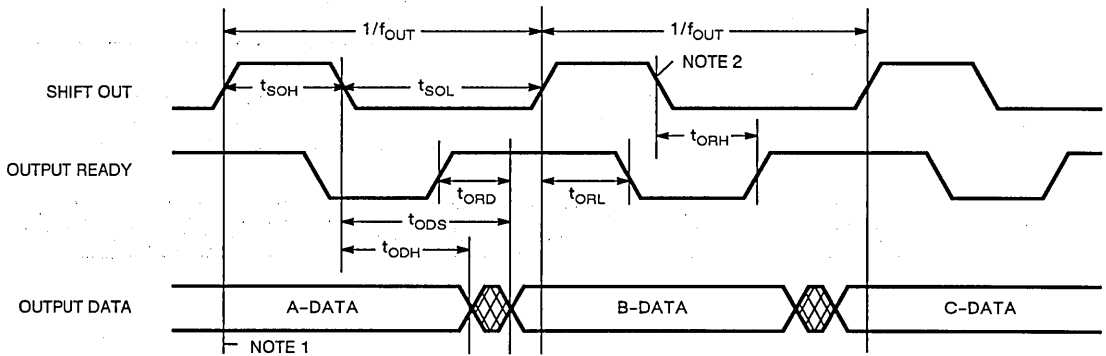 1/fOUT
1/fOUT
NOTE 2
SHIFT OUT
tSOH
tSOL
tORH
OUTPUT READY
tORD
tORL
tODS
tODH
OUTPUT DATA
A-DATA
B-DATA
C-DATA
NOTE 1